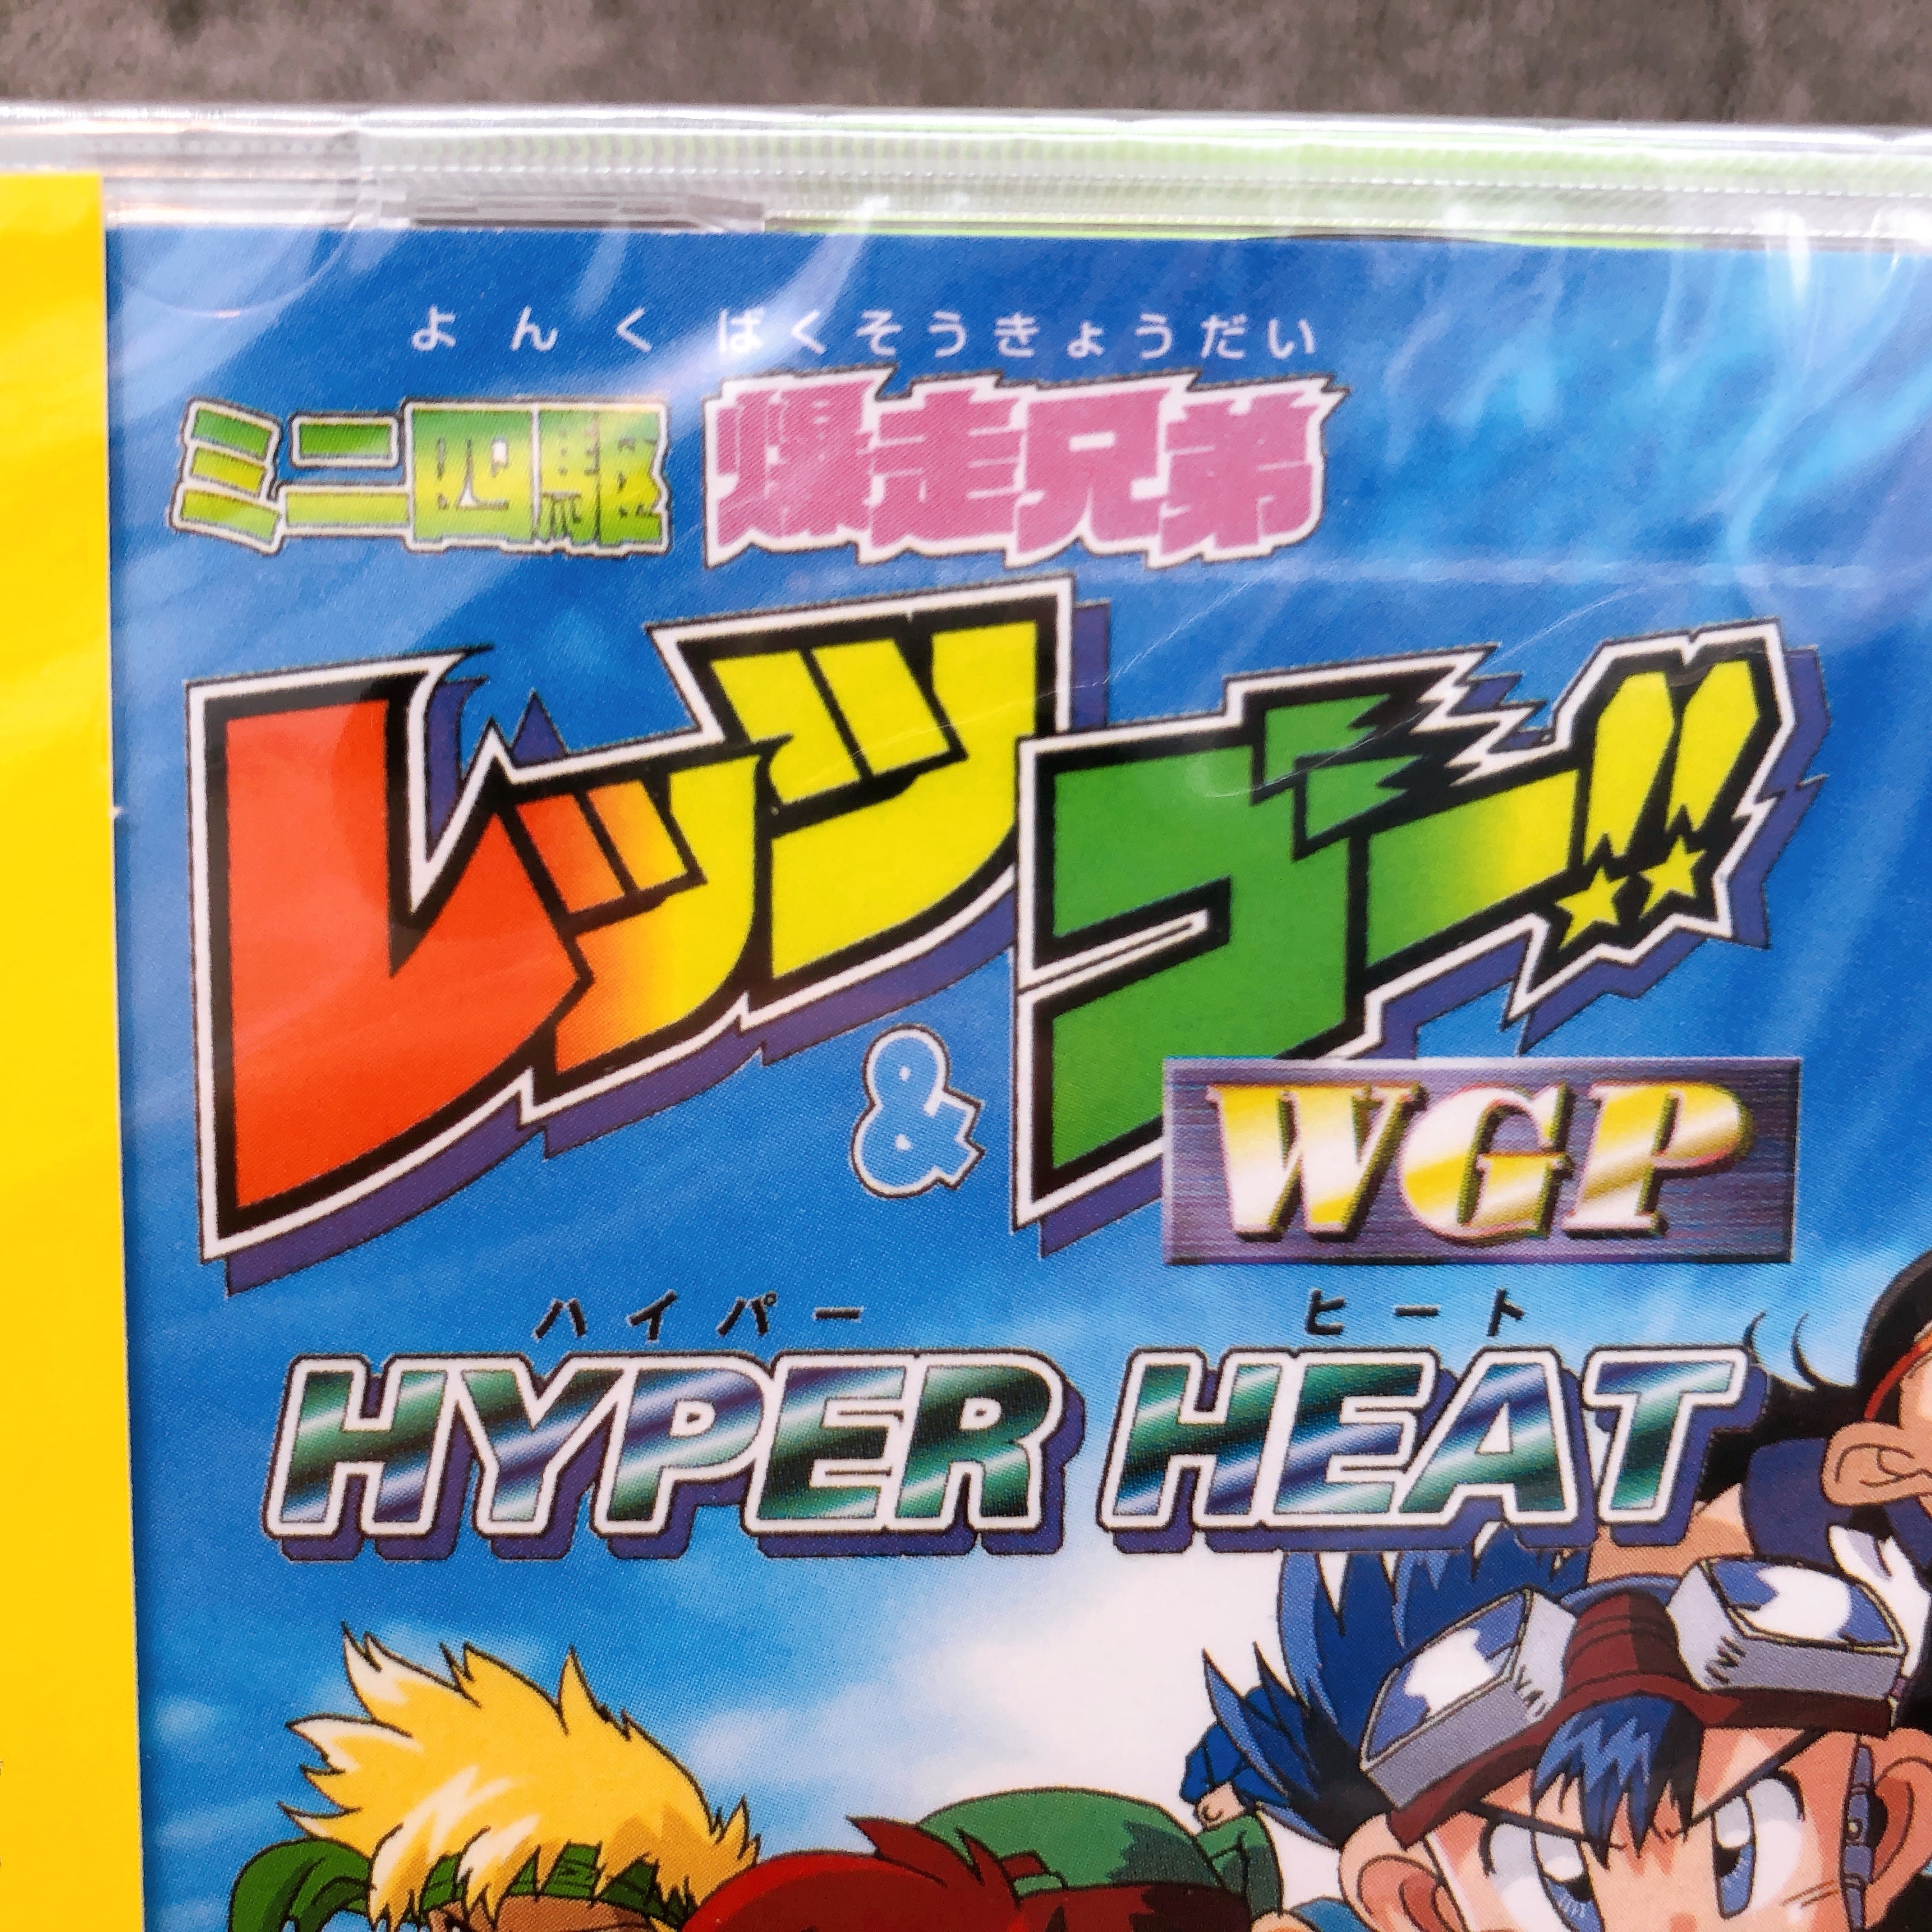 よんく ばくそうきょうだい
ミニ四駆 爆走兄弟
レッツ&ゴー!!
WGP
ハイパー ヒート
HYPER HEAT